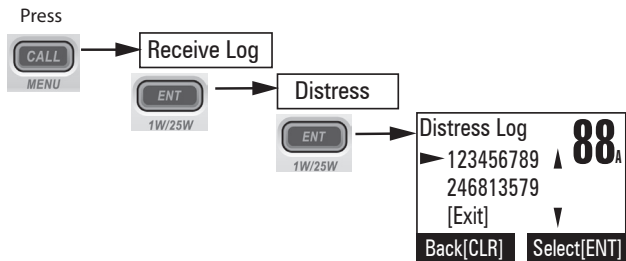 Press
CALL
MENU
Receive Log
ENT
1W/25W
Distress
ENT
1W/25W
Distress Log
88A
123456789
246813579
[Exit]
Back[CLR]
Select[ENT]